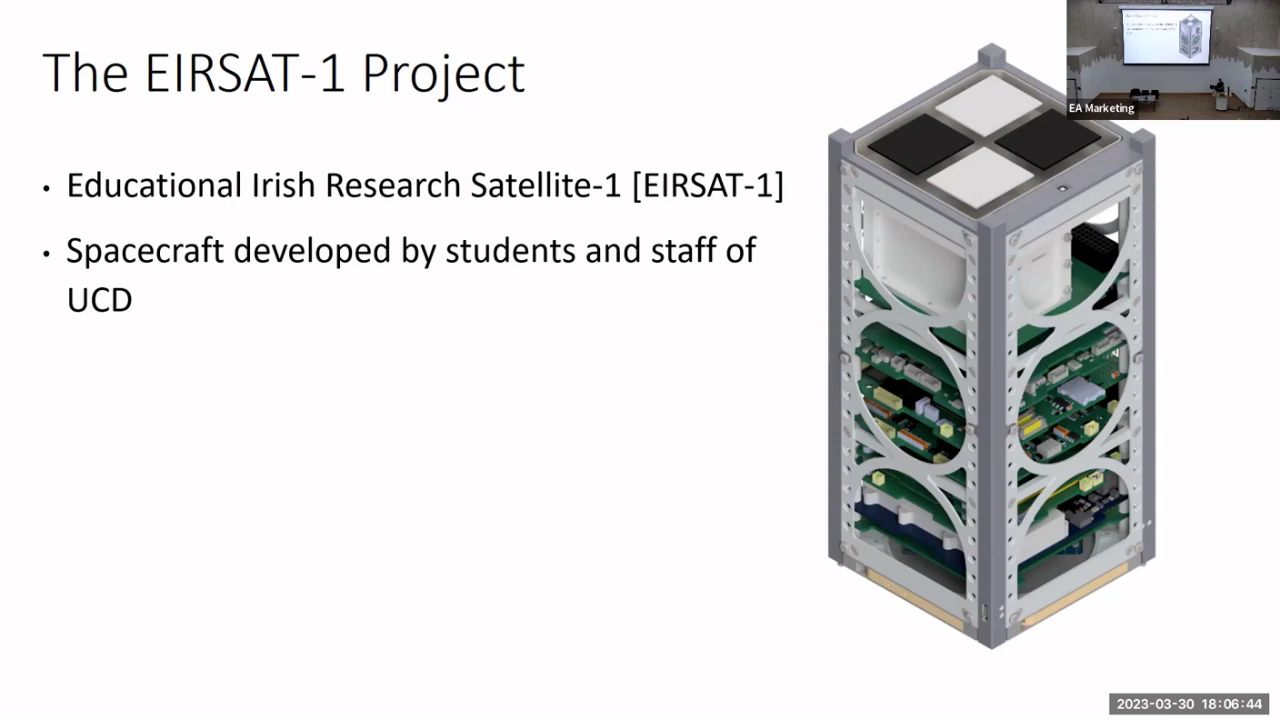 The EIRSAT-1 Project
• Educational Irish Research Satellite-1 [EIRSAT-1]
• Spacecraft developed by students and staff of
UCD
EA Marketing
2023-03-30 18:06:44